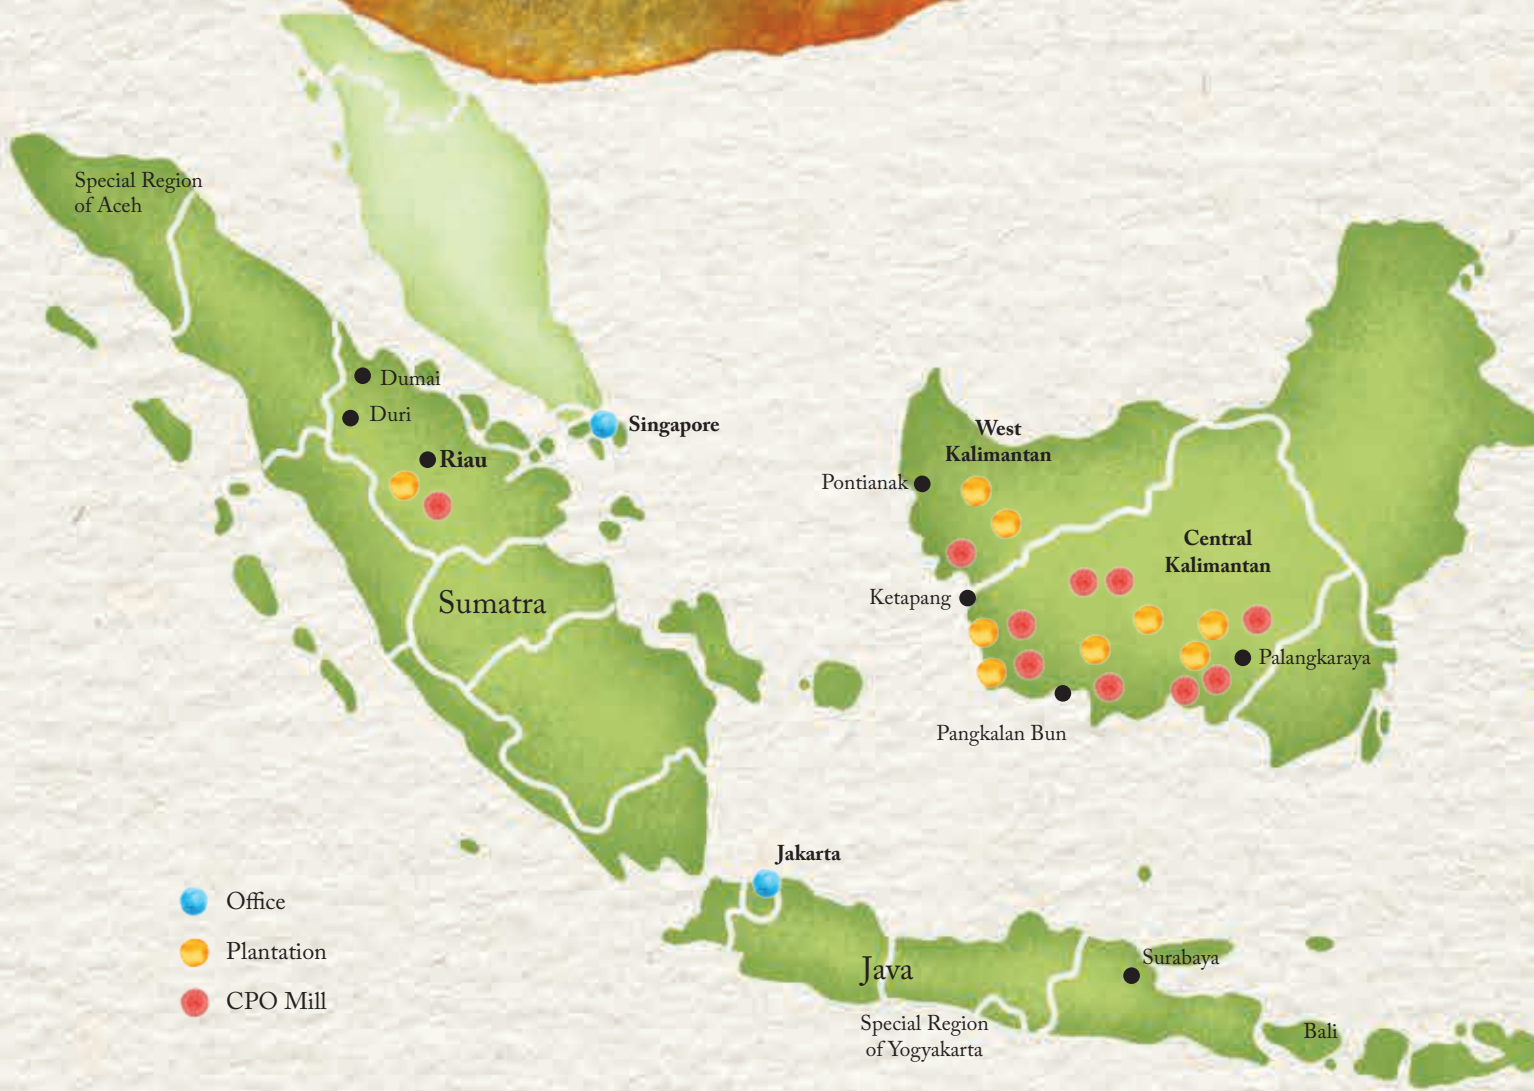 Special Region
of Aceh
Dumai
Duri
Singapore
Riau
West
Kalimantan
Pontianak
Central
Kalimantan
Ketapang
Sumatra
Palangkaraya
Pangkalan Bun
Jakarta
Office
Plantation
CPO Mill
Java
Surabaya
Special Region
of Yogyakarta
Bali